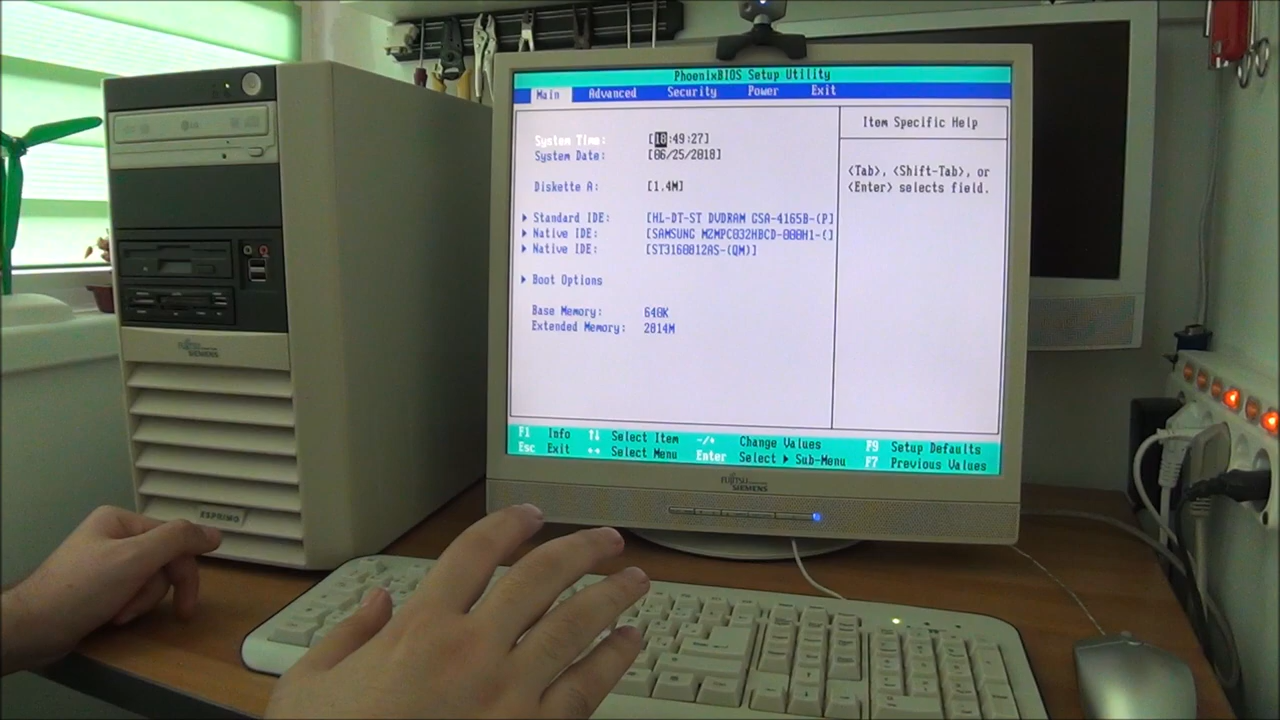 PhoenixBIOS Setup Utility
Main Advanced Security Power Exit
System Time: [18:49:27]
System Date: [06/25/2018]
Diskette A: [1.4M]
Standard IDE: [HL-DT-ST DVDRAM GSA-4165B-(P]
Native IDE: [SAMSUNG MZMPC032HBCD-000H1-(]
Native IDE: [ST3160812AS-(QM)]
Boot Options
Base Memory: 640K
Extended Memory: 2014M
Item Specific Help
<Tab>, <Shift-Tab>, or
<Enter> selects field.
F1 Info ↑↓ Select Item -/+ Change Values F9 Setup Defaults
Esc Exit ↔ Select Menu Enter Select ▶ Sub-Menu F7 Previous Values
FUJITSU
SIEMENS
LG
FUJITSU
SIEMENS
ESPRIMO